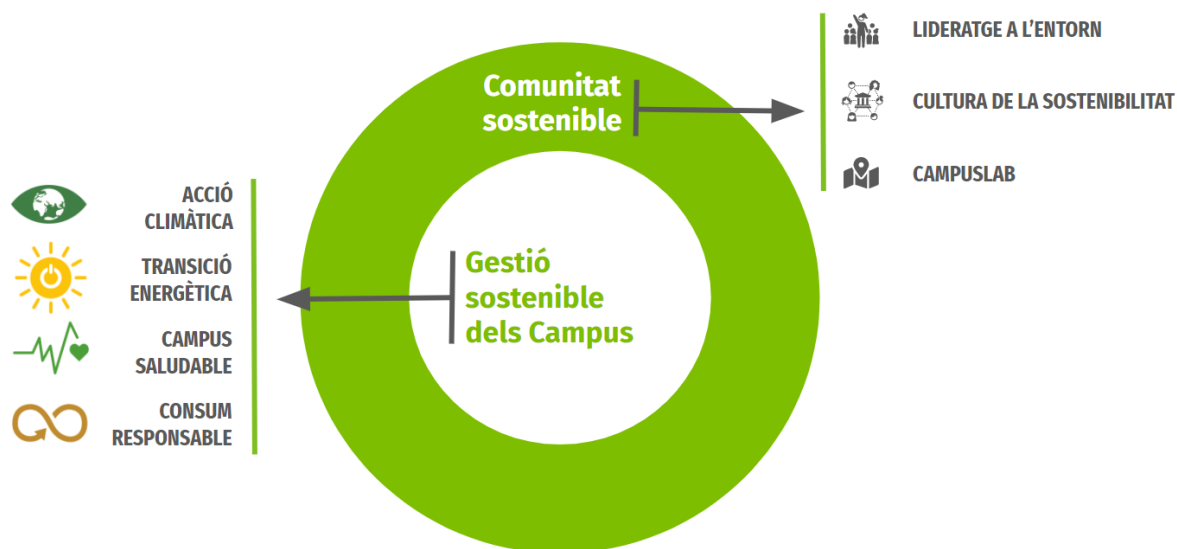 Comunitat
sostenible
LIDERATGE A L'ENTORN
CULTURA DE LA SOSTENIBILITAT
CAMPUSLAB
Gestió
sostenible
dels Campus
ACCIÓ
CLIMÀTICA
TRANSICIÓ
ENERGÈTICA
CAMPUS
SALUDABLE
CONSUM
RESPONSABLE